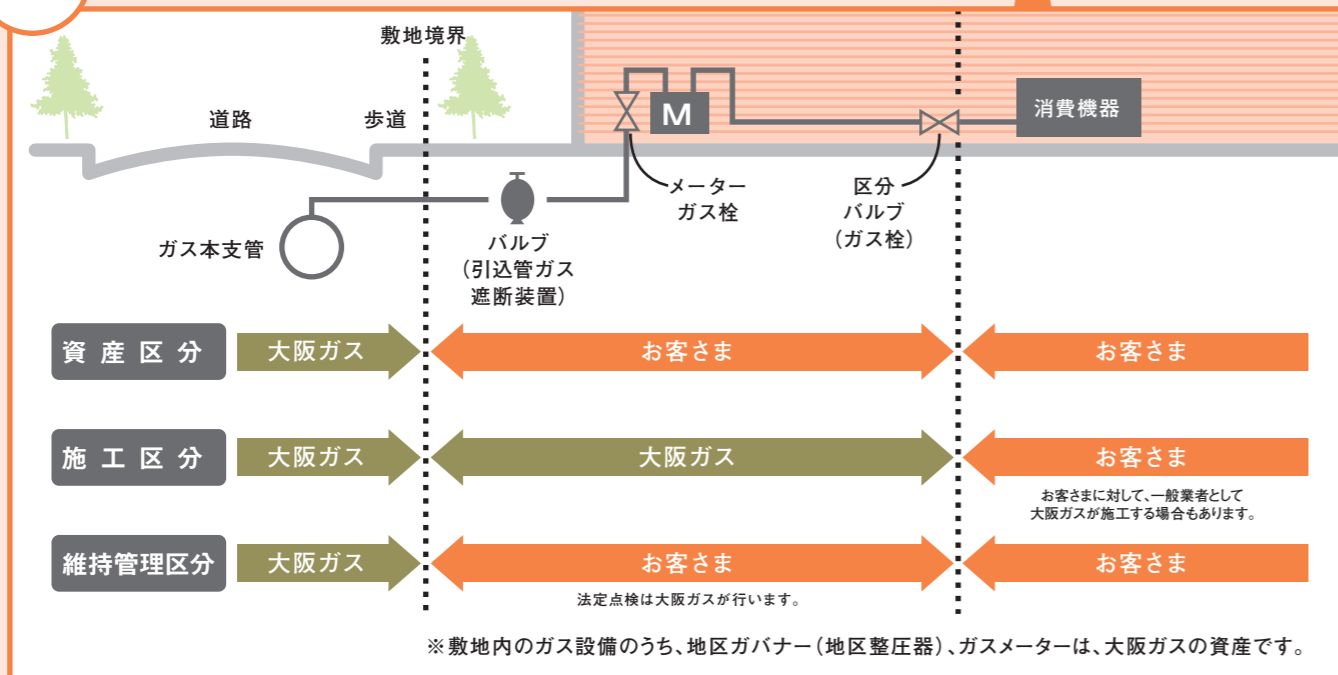 敷地境界
道路
歩道
M
消費機器
メーター
ガス栓
区分
バルブ
(ガス栓)
ガス本支管
バルブ
(引込管ガス
遮断装置)
資産区分
大阪ガス
お客さま
お客さま
施工区分
大阪ガス
大阪ガス
お客さま
お客さまに対して、一般業者として
大阪ガスが施工する場合もあります。
維持管理区分
大阪ガス
お客さま
お客さま
法定点検は大阪ガスが行います。
※敷地内のガス設備のうち、地区ガバナー(地区整圧器)、ガスメーターは、大阪ガスの資産です。